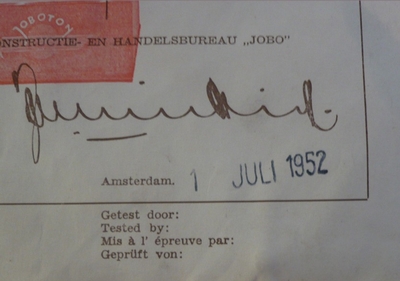 JOBOTON
CONSTRUCTIE- EN HANDELSBUREAU „JOBO"
Amsterdam, 1 JULI 1952
Getest door:
Tested by:
Mis à l' épreuve par:
Geprüft von: